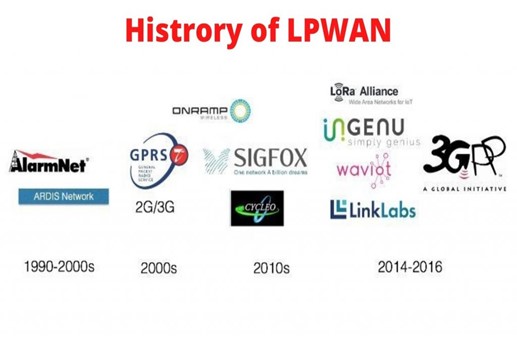 Histrory of LPWAN
AlarmNet®
ARDIS Network
GPRS
GENERAL
PACKET
RADIO
SERVICE
2G/3G
ONRAMP
WIRELESS
SIGFOX
One network A billion dreams
CYCLEO
LoRa Alliance
Wide Area Networks for IoT
INGENU
simply genius
waviot
LinkLabs
3GPP
A GLOBAL INITIATIVE
1990-2000s
2000s
2010s
2014-2016